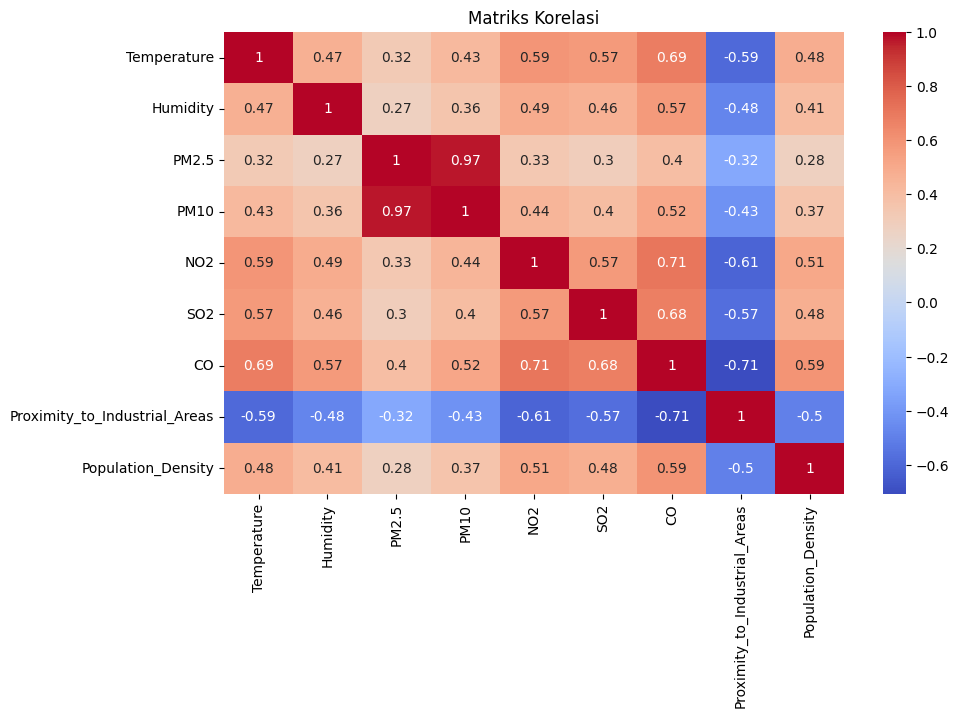 Matriks Korelasi
Temperature 1 0.47 0.32 0.43 0.59 0.57 0.69 -0.59 0.48
Humidity 0.47 1 0.27 0.36 0.49 0.46 0.57 -0.48 0.41
PM2.5 0.32 0.27 1 0.97 0.33 0.3 0.4 -0.32 0.28
PM10 0.43 0.36 0.97 1 0.44 0.4 0.52 -0.43 0.37
NO2 0.59 0.49 0.33 0.44 1 0.57 0.71 -0.61 0.51
SO2 0.57 0.46 0.3 0.4 0.57 1 0.68 -0.57 0.48
CO 0.69 0.57 0.4 0.52 0.71 0.68 1 -0.71 0.59
Proximity_to_Industrial_Areas -0.59 -0.48 -0.32 -0.43 -0.61 -0.57 -0.71 1 -0.5
Population_Density 0.48 0.41 0.28 0.37 0.51 0.48 0.59 -0.5 1
Temperature
Humidity
PM2.5
PM10
NO2
SO2
CO
Proximity_to_Industrial_Areas
Population_Density
1.0
0.8
0.6
0.4
0.2
0.0
-0.2
-0.4
-0.6